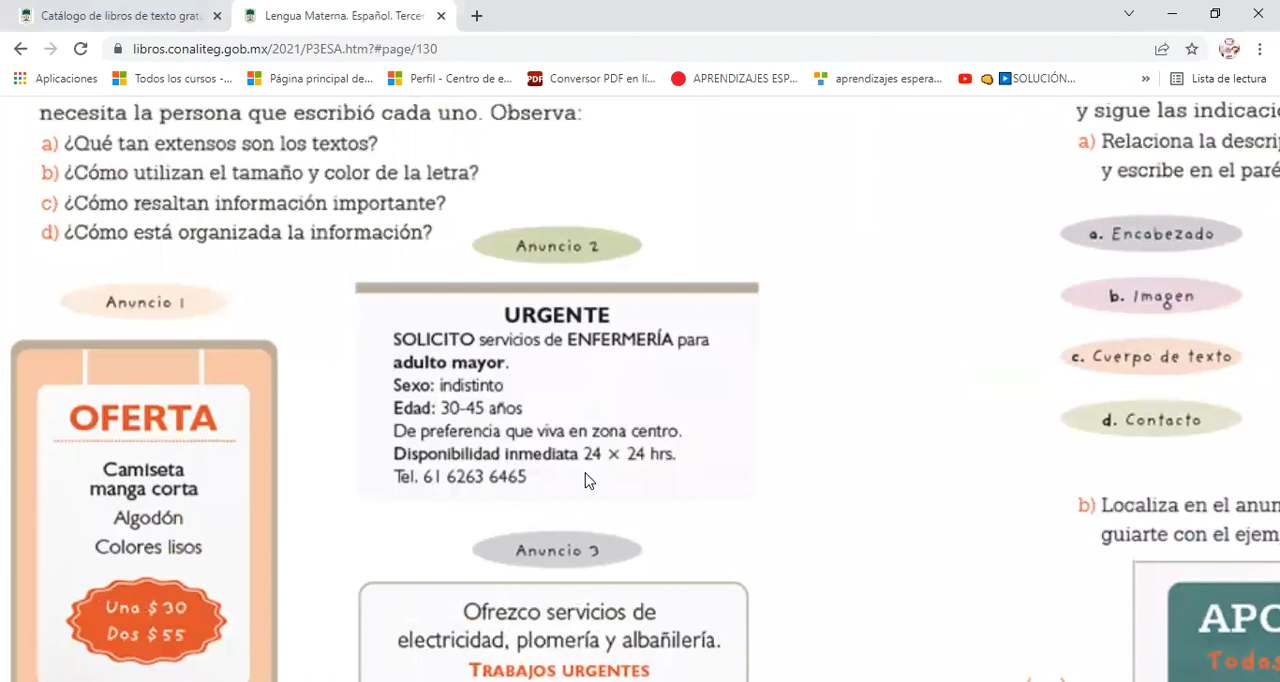 Catálogo de libros de texto grat
Lengua Materna. Español. Tercer
libros.conaliteg.gob.mx/2021/P3ESA.htm?#page/130
Aplicaciones
Todos los cursos -...
Página principal de...
Perfil - Centro de e...
PDF
Conversor PDF en lí...
APRENDIZAJES ESP...
aprendizajes espera...
SOLUCIÓN...
»
Lista de lectura
necesita la persona que escribió cada uno. Observa:
a) ¿Qué tan extensos son los textos?
b) ¿Cómo utilizan el tamaño y color de la letra?
c) ¿Cómo resaltan información importante?
d) ¿Cómo está organizada la información?
Anuncio 1
OFERTA
Camiseta
manga corta
Algodón
Colores lisos
Una $30
Dos $55
Anuncio 2
URGENTE
SOLICITO servicios de ENFERMERÍA para
adulto mayor.
Sexo: indistinto
Edad: 30-45 años
De preferencia que viva en zona centro.
Disponibilidad inmediata 24 × 24 hrs.
Tel. 61 6263 6465
Anuncio 3
Ofrezco servicios de
electricidad, plomería y albañilería.
TRABAJOS URGENTES
y sigue las indicaci
a) Relaciona la descri
y escribe en el paré
a. Encabezado
b. Imagen
c. Cuerpo de texto
d. Contacto
b) Localiza en el anun
guiarte con el ejem
APO
Todas